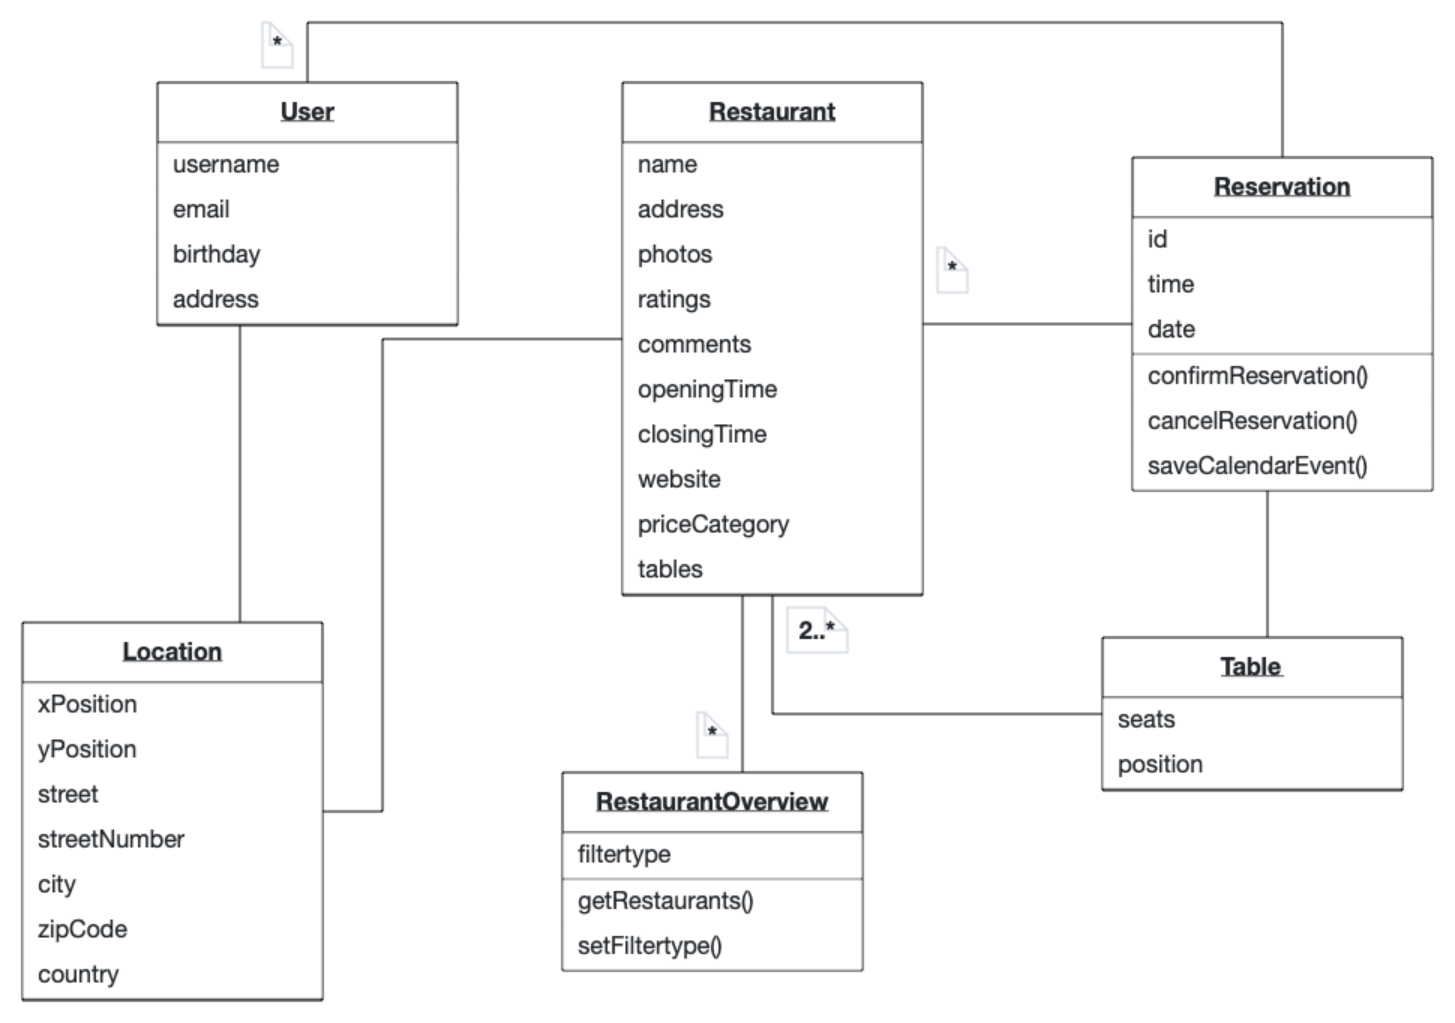 *
User
username
email
birthday
address
Restaurant
name
address
photos
ratings
comments
openingTime
closingTime
website
priceCategory
tables
*
Reservation
id
time
date
confirmReservation()
cancelReservation()
saveCalendarEvent()
Location
xPosition
yPosition
street
streetNumber
city
zipCode
country
2..*
*
RestaurantOverview
filtertype
getRestaurants()
setFiltertype()
Table
seats
position